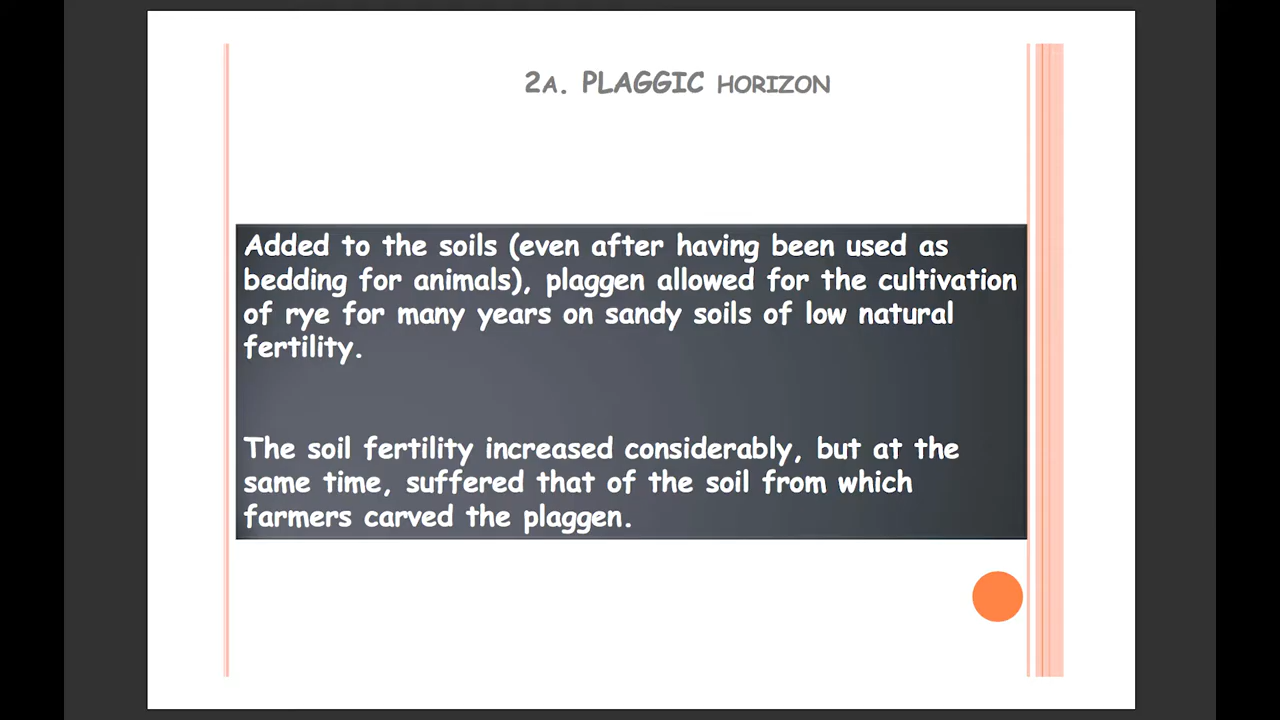 2A. PLAGGIC HORIZON
Added to the soils (even after having been used as
bedding for animals), plaggen allowed for the cultivation
of rye for many years on sandy soils of low natural
fertility.
The soil fertility increased considerably, but at the
same time, suffered that of the soil from which
farmers carved the plaggen.